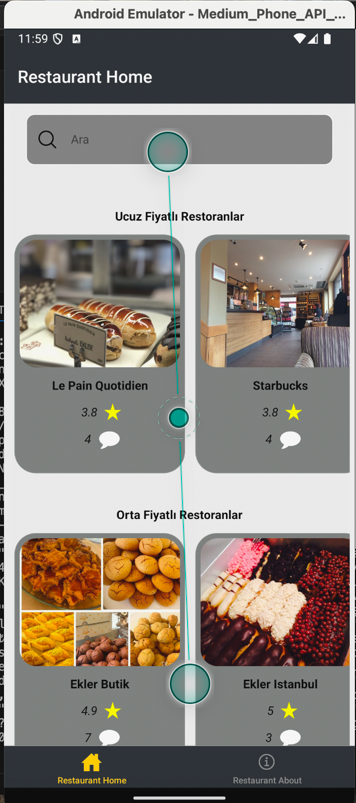 Android Emulator - Medium_Phone_API_...
11:59
Restaurant Home
Ara
Ucuz Fiyatlı Restoranlar
Le Pain Quotidien
Starbucks
3.8
3.8
4
4
Orta Fiyatlı Restoranlar
Ekler Butik
Ekler Istanbul
4.9
5
7
3
Restaurant Home
Restaurant About